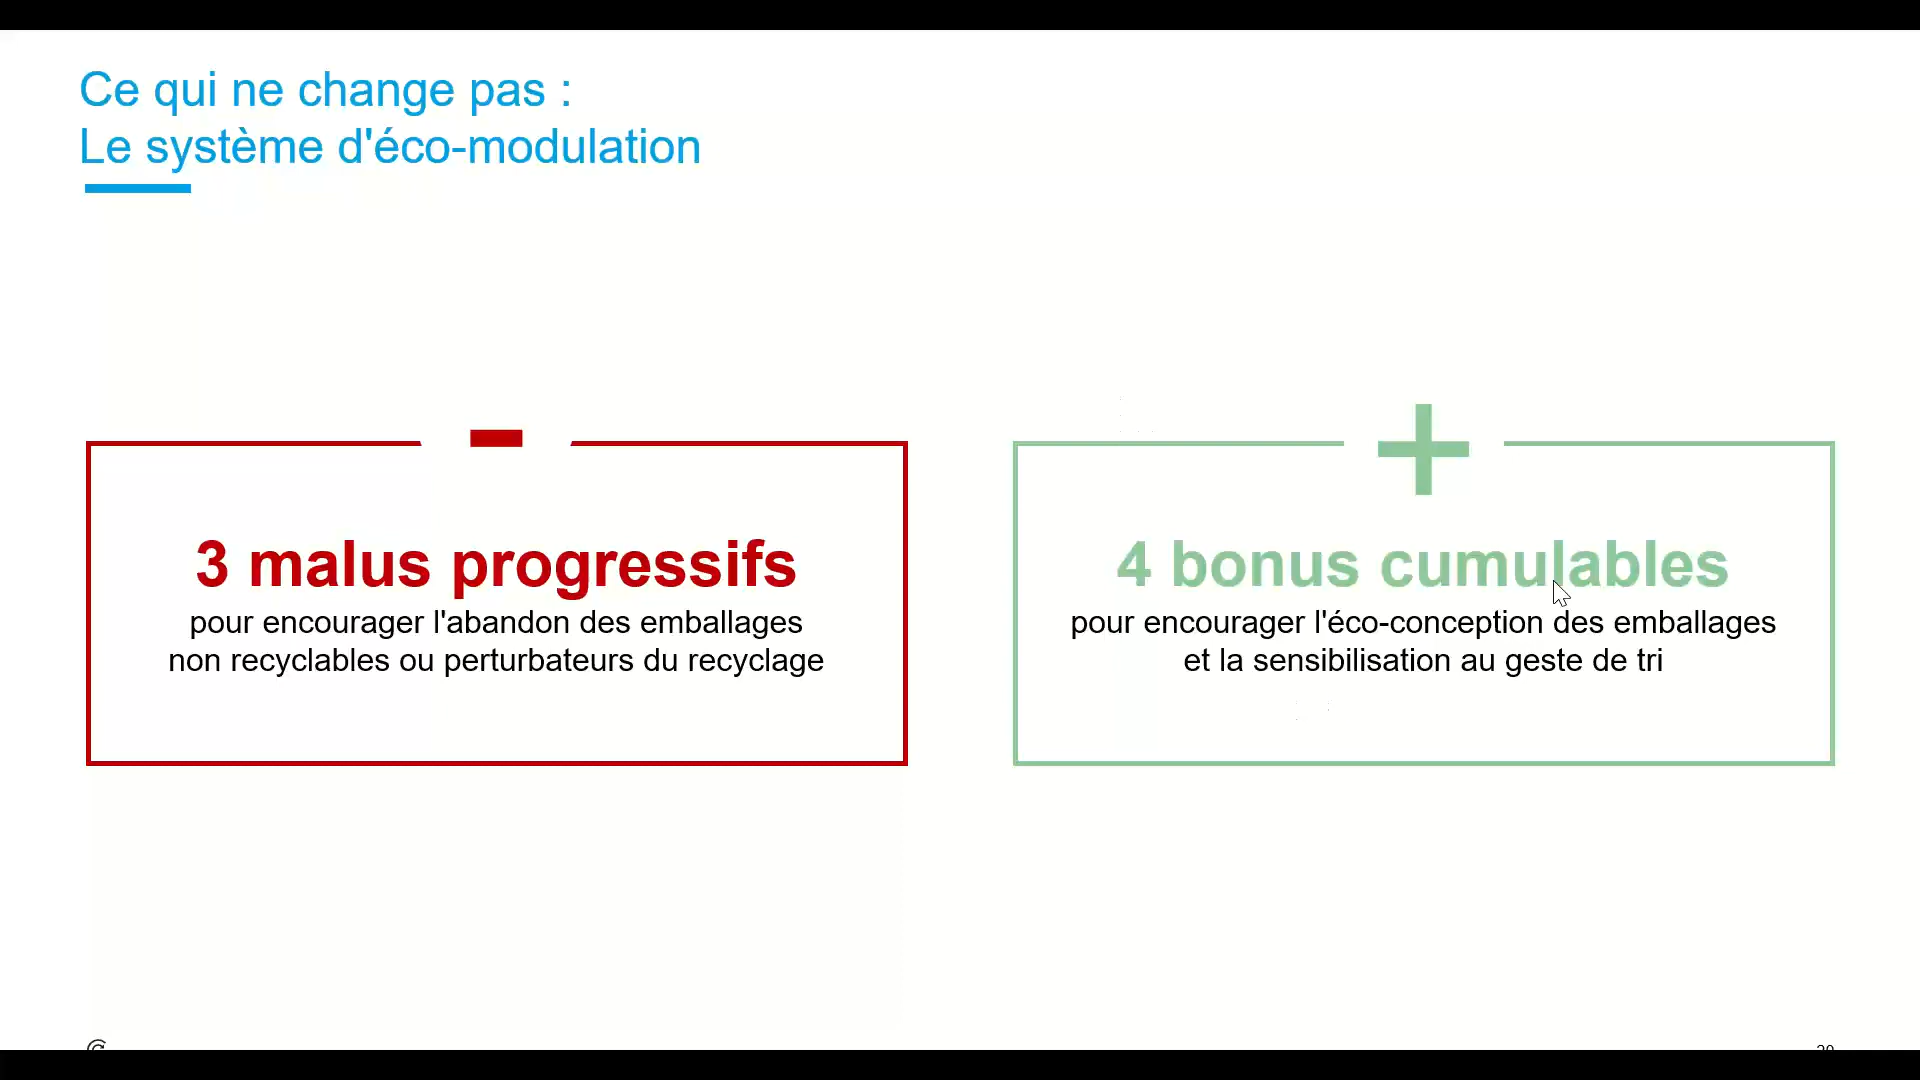 Ce qui ne change pas :
Le système d'éco-modulation
-
3 malus progressifs
pour encourager l'abandon des emballages
non recyclables ou perturbateurs du recyclage
+
4 bonus cumulables
pour encourager l'éco-conception des emballages
et la sensibilisation au geste de tri